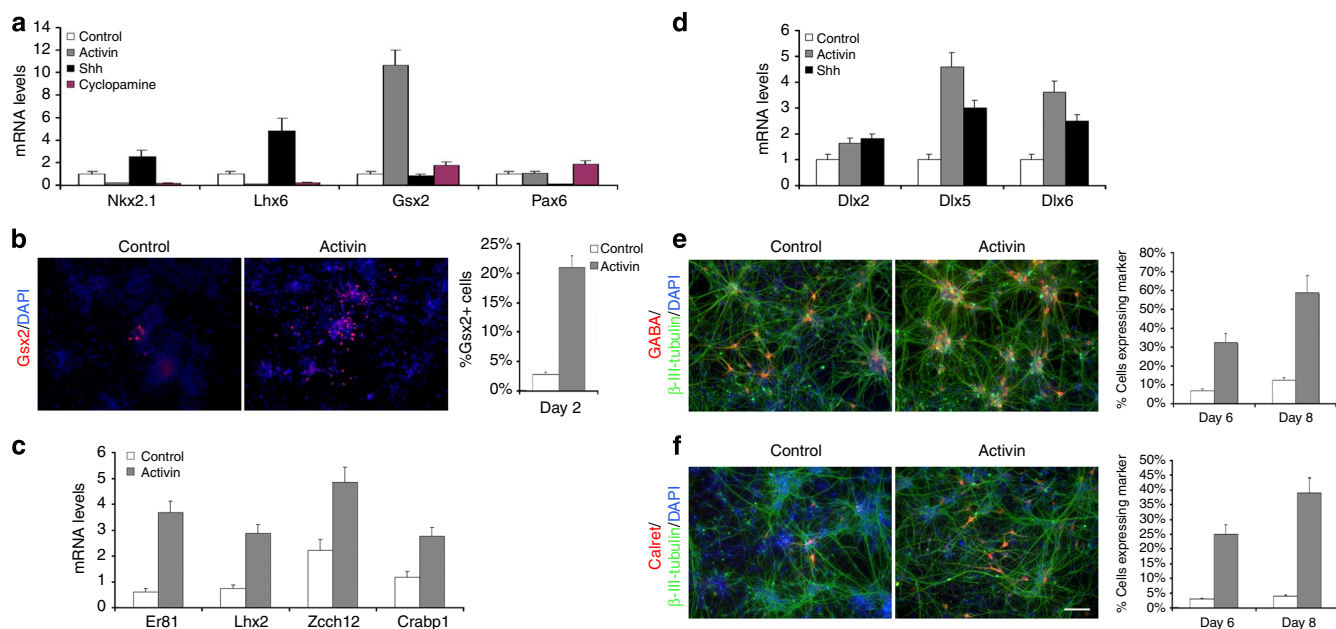 a
mRNA levels
14
12
10
8
6
4
2
0
Control
Activin
Shh
Cyclopamine
Nkx2.1 Lhx6 Gsx2 Pax6
b
Control Activin
Gsx2/DAPI
%Gsx2+ cells
25%
20%
15%
10%
5%
0%
Control
Activin
Day 2
c
mRNA levels
6
5
4
3
2
1
0
Control
Activin
Er81 Lhx2 Zcch12 Crabp1
d
mRNA levels
6
5
4
3
2
1
0
Control
Activin
Shh
Dlx2 Dlx5 Dlx6
e
Control Activin
GABA/
β-III-tubulin/DAPI
% Cells expressing marker
80%
70%
60%
50%
40%
30%
20%
10%
0%
Day 6 Day 8
f
Control Activin
Calret/
β-III-tubulin/DAPI
% Cells expressing marker
50%
45%
40%
35%
30%
25%
20%
15%
10%
5%
0%
Day 6 Day 8